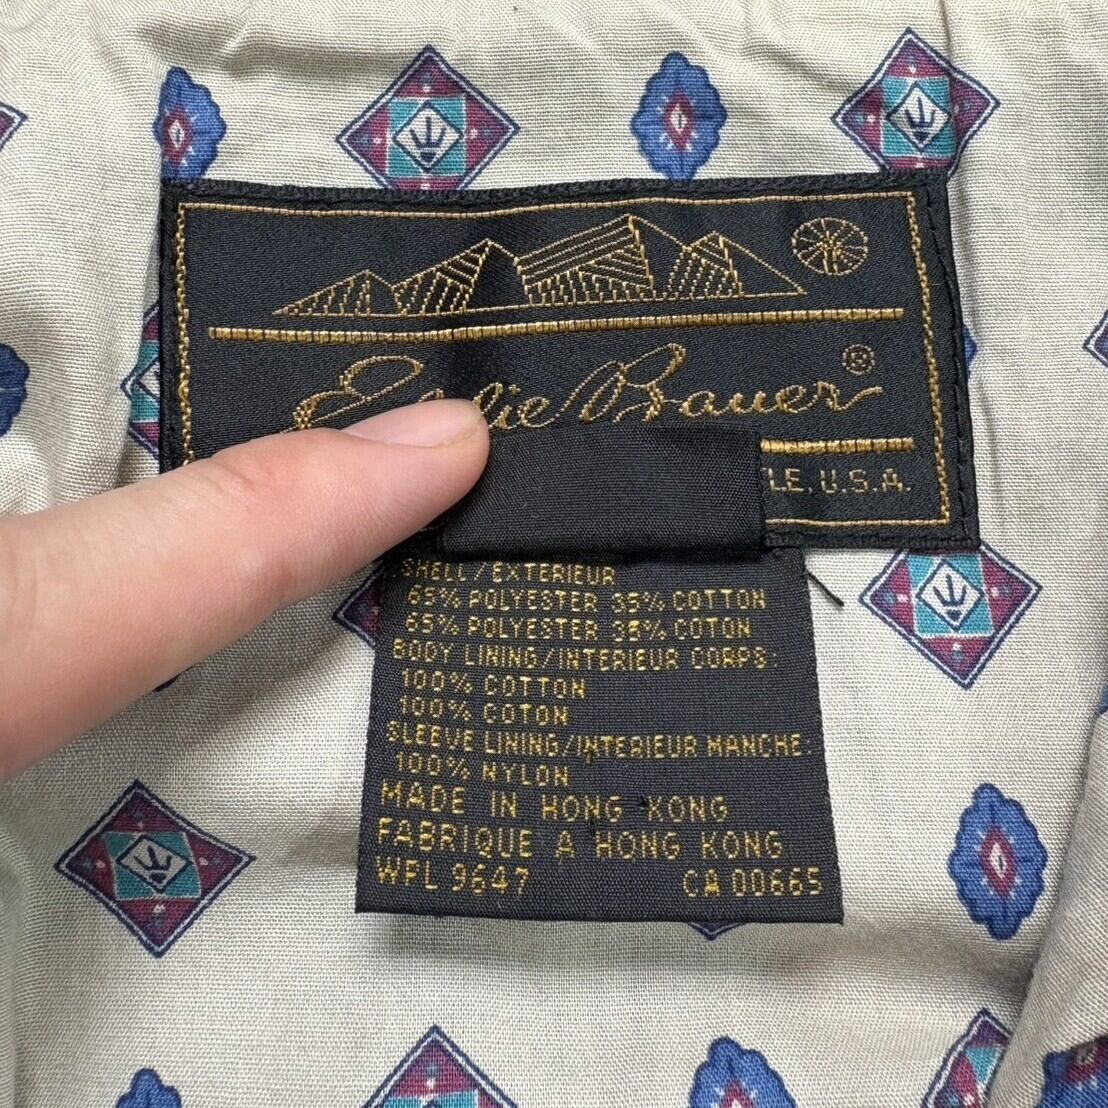 Eddie Bauer®
LE, U.S.A.
SHELL/EXTERIEUR
65% POLYESTER 35% COTTON
65% POLYESTER 35% COTON
BODY LINING/INTERIEUR CORPS:
100% COTTON
100% COTON
SLEEVE LINING/INTERIEUR MANCHE:
100% NYLON
MADE IN HONG KONG
FABRIQUE A HONG KONG
WPL 9647 CA 00665